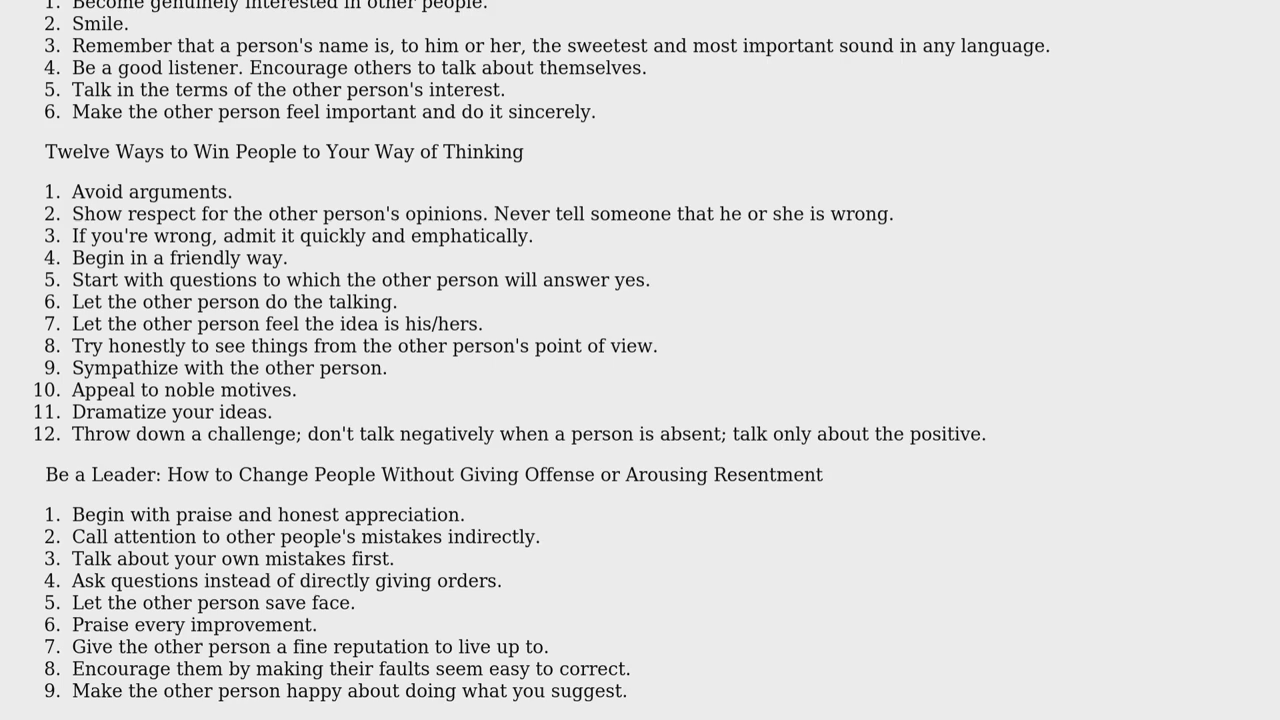 1. Become genuinely interested in other people.
2. Smile.
3. Remember that a person's name is, to him or her, the sweetest and most important sound in any language.
4. Be a good listener. Encourage others to talk about themselves.
5. Talk in the terms of the other person's interest.
6. Make the other person feel important and do it sincerely.
Twelve Ways to Win People to Your Way of Thinking
1. Avoid arguments.
2. Show respect for the other person's opinions. Never tell someone that he or she is wrong.
3. If you're wrong, admit it quickly and emphatically.
4. Begin in a friendly way.
5. Start with questions to which the other person will answer yes.
6. Let the other person do the talking.
7. Let the other person feel the idea is his/hers.
8. Try honestly to see things from the other person's point of view.
9. Sympathize with the other person.
10. Appeal to noble motives.
11. Dramatize your ideas.
12. Throw down a challenge; don't talk negatively when a person is absent; talk only about the positive.
Be a Leader: How to Change People Without Giving Offense or Arousing Resentment
1. Begin with praise and honest appreciation.
2. Call attention to other people's mistakes indirectly.
3. Talk about your own mistakes first.
4. Ask questions instead of directly giving orders.
5. Let the other person save face.
6. Praise every improvement.
7. Give the other person a fine reputation to live up to.
8. Encourage them by making their faults seem easy to correct.
9. Make the other person happy about doing what you suggest.